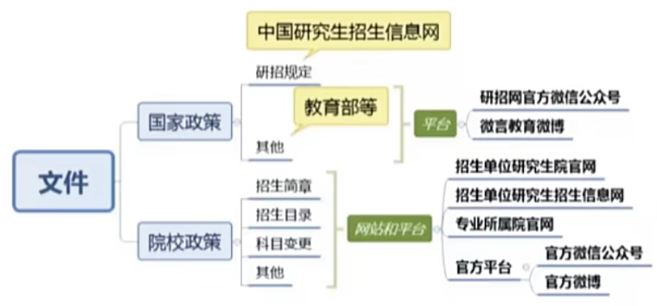 中国研究生招生信息网
研招规定
教育部等
国家政策
其他
平台
研招网官方微信公众号
微言教育微博
文件
院校政策
招生简章
招生目录
科目变更
其他
网站和平台
招生单位研究生院官网
招生单位研究生招生信息网
专业所属院官网
官方平台
官方微信公众号
官方微博